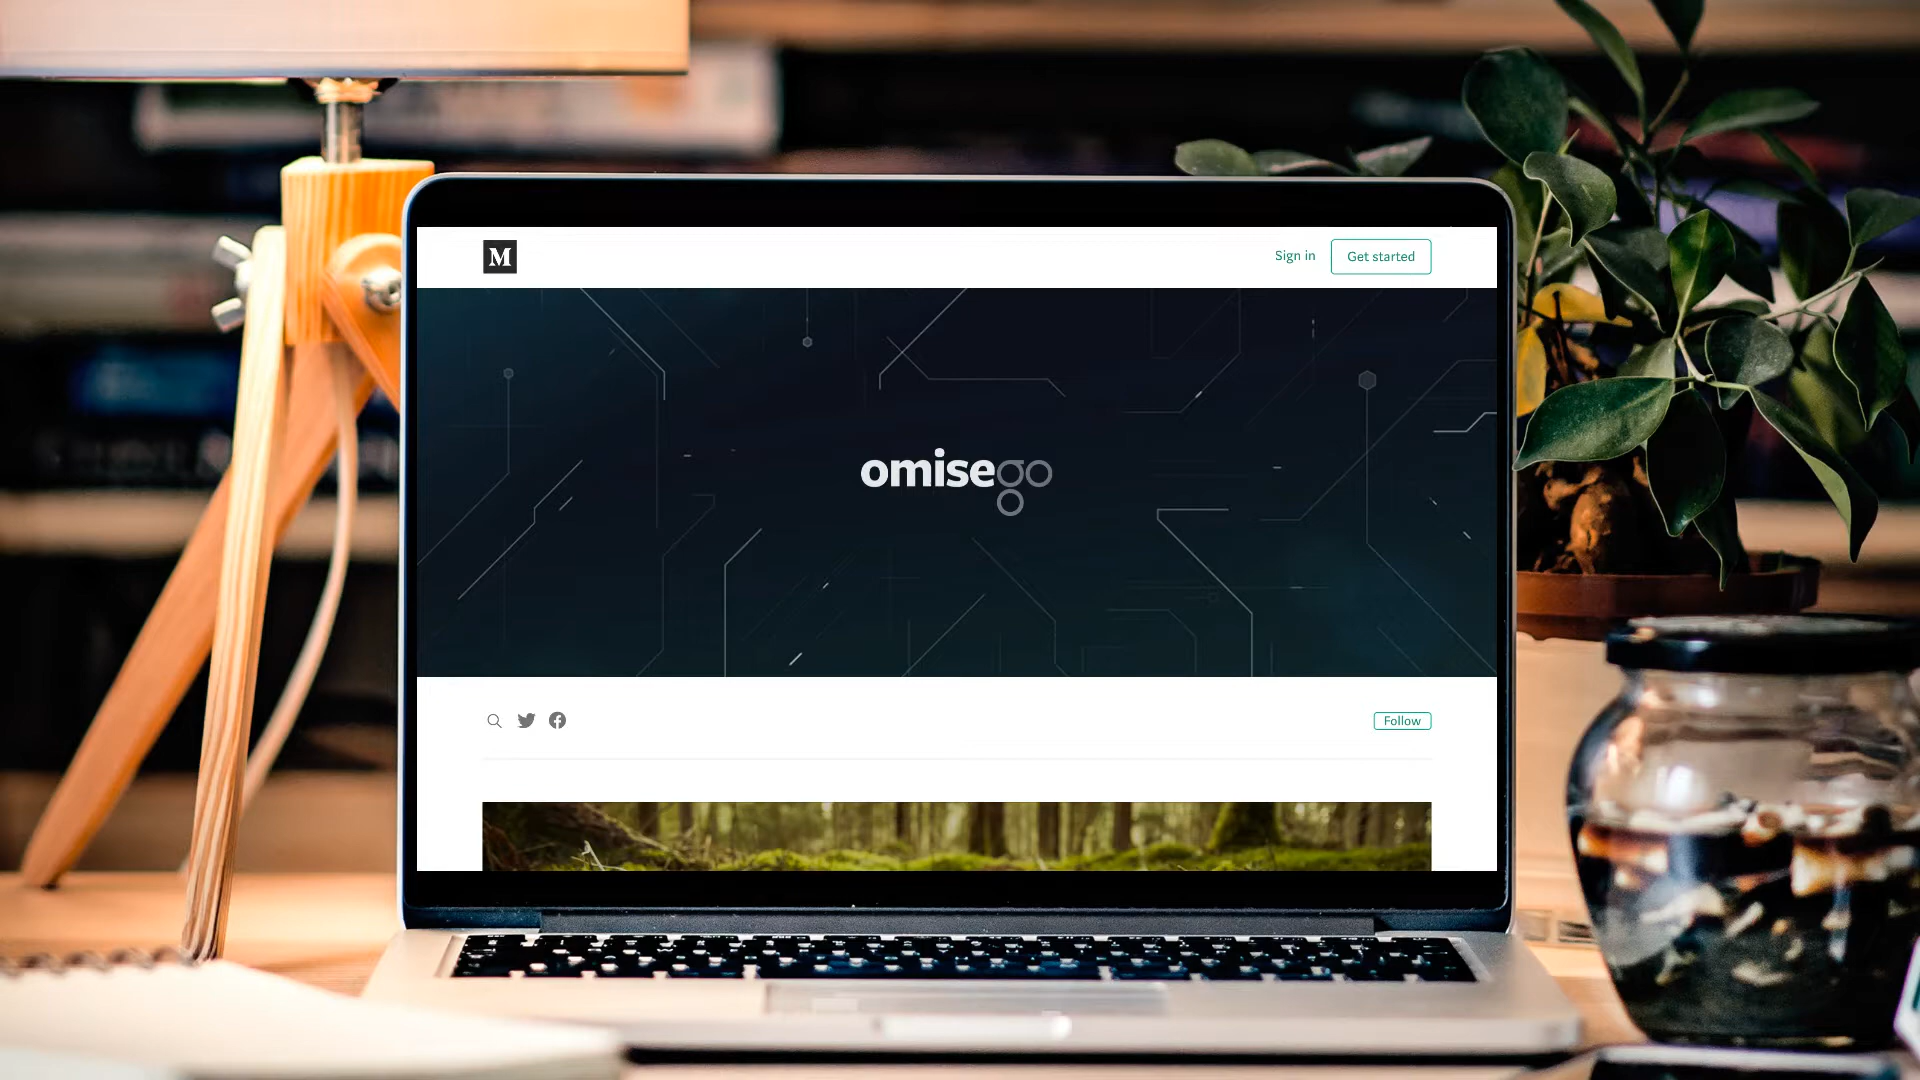 M
Sign in
Get started
omisego
Follow